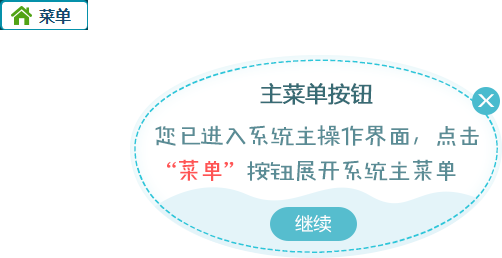 菜单
主菜单按钮
您已进入系统主操作界面，点击
“菜单”按钮展开系统主菜单
继续